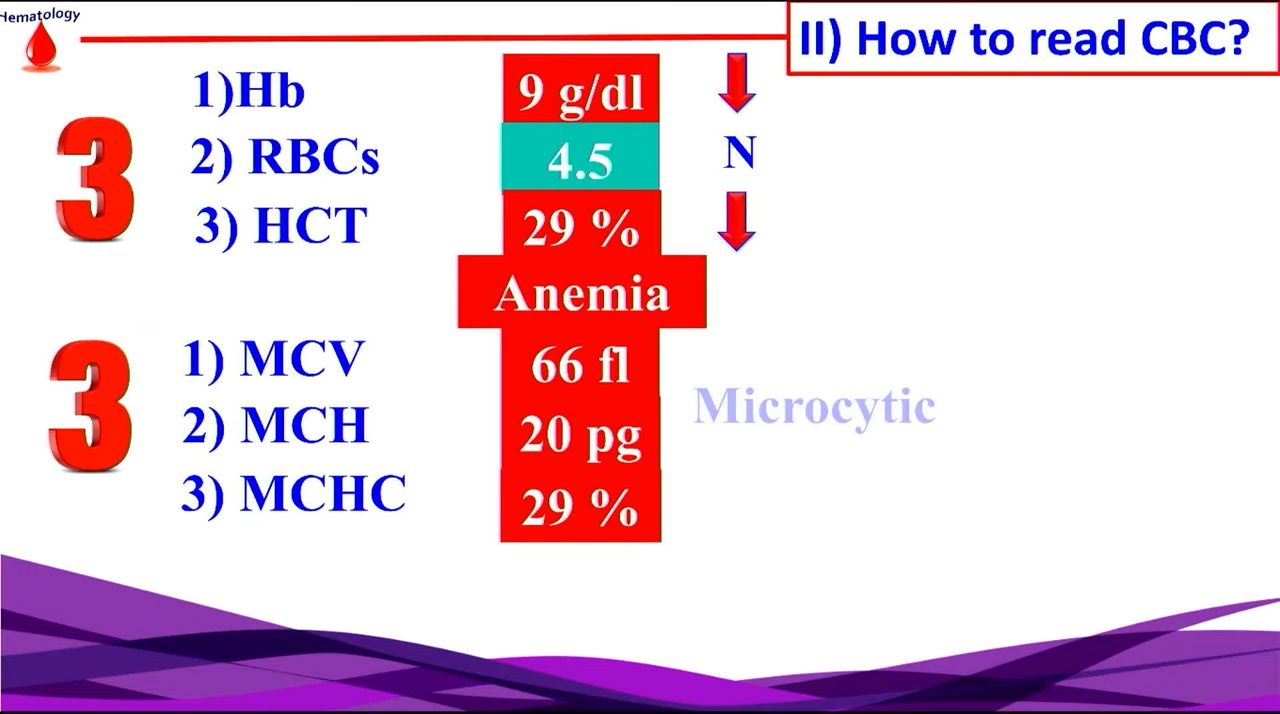 Hematology
II) How to read CBC?
1)Hb 9 g/dl
2) RBCs 4.5 N
3) HCT 29 %
3
Anemia
1) MCV 66 fl
2) MCH 20 pg
3) MCHC 29 %
3
Microcytic